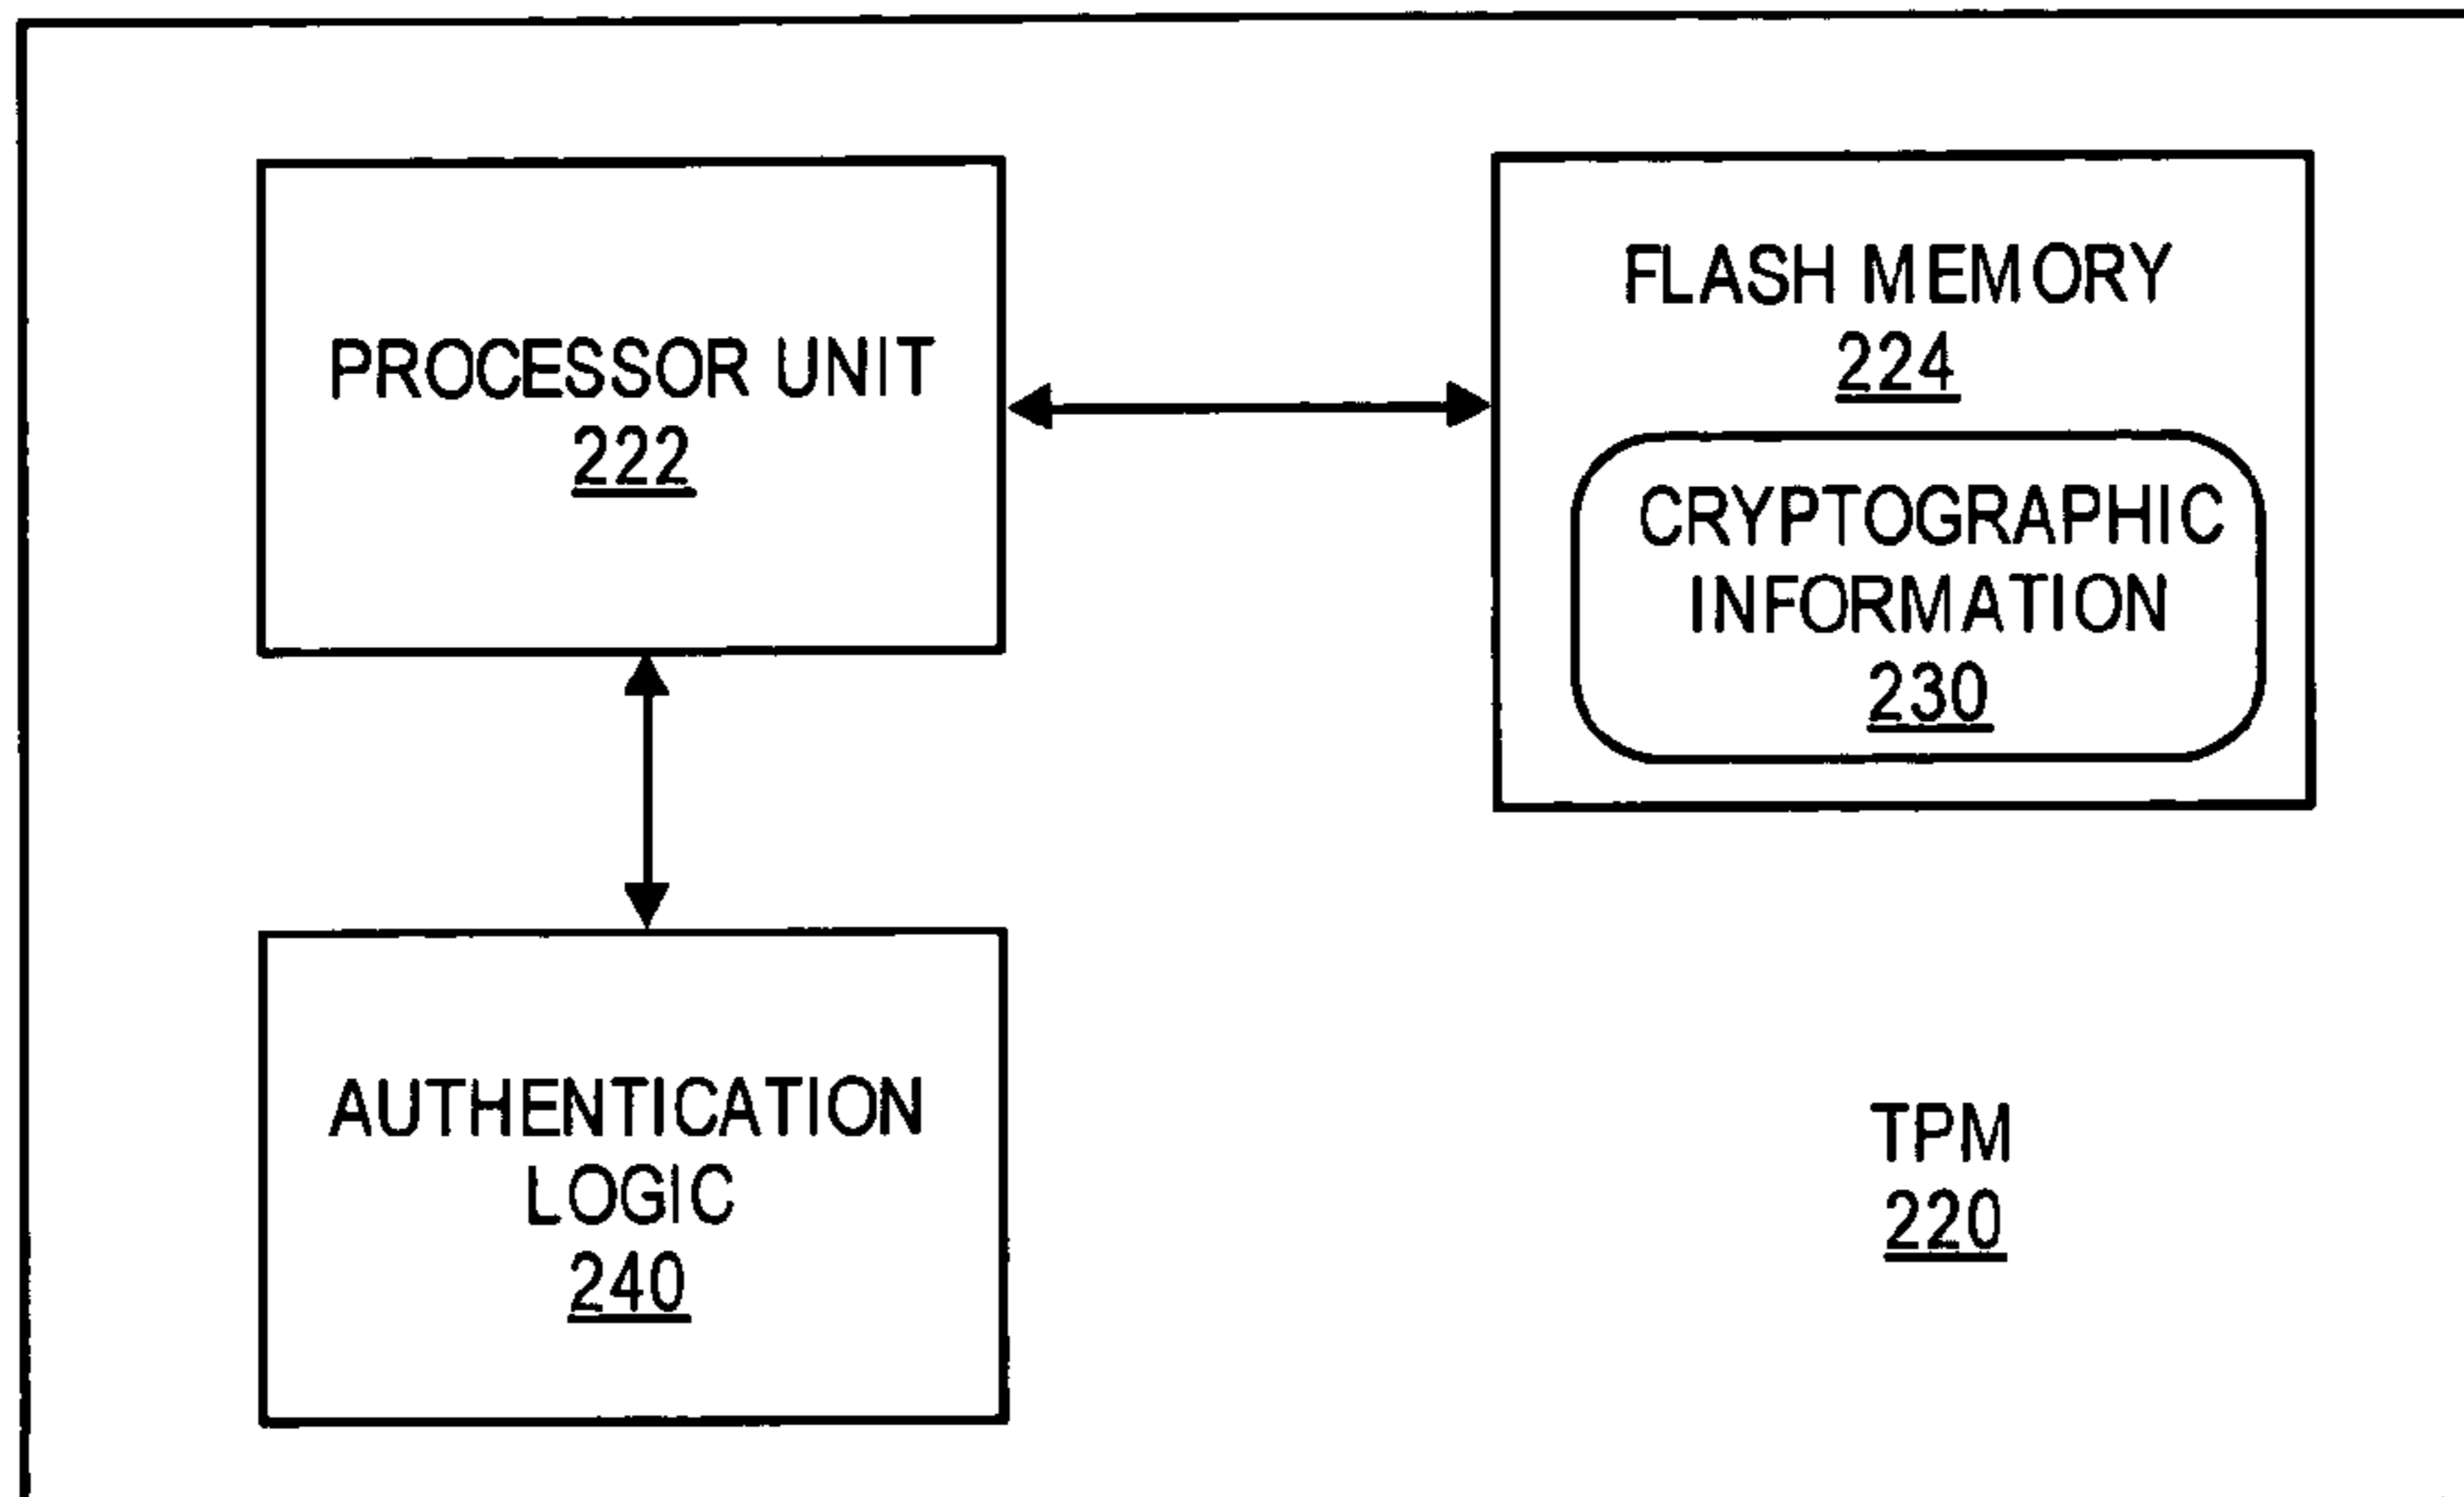 PROCESSOR UNIT
222
FLASH MEMORY
224
CRYPTOGRAPHIC
INFORMATION
230
AUTHENTICATION
LOGIC
240
TPM
220